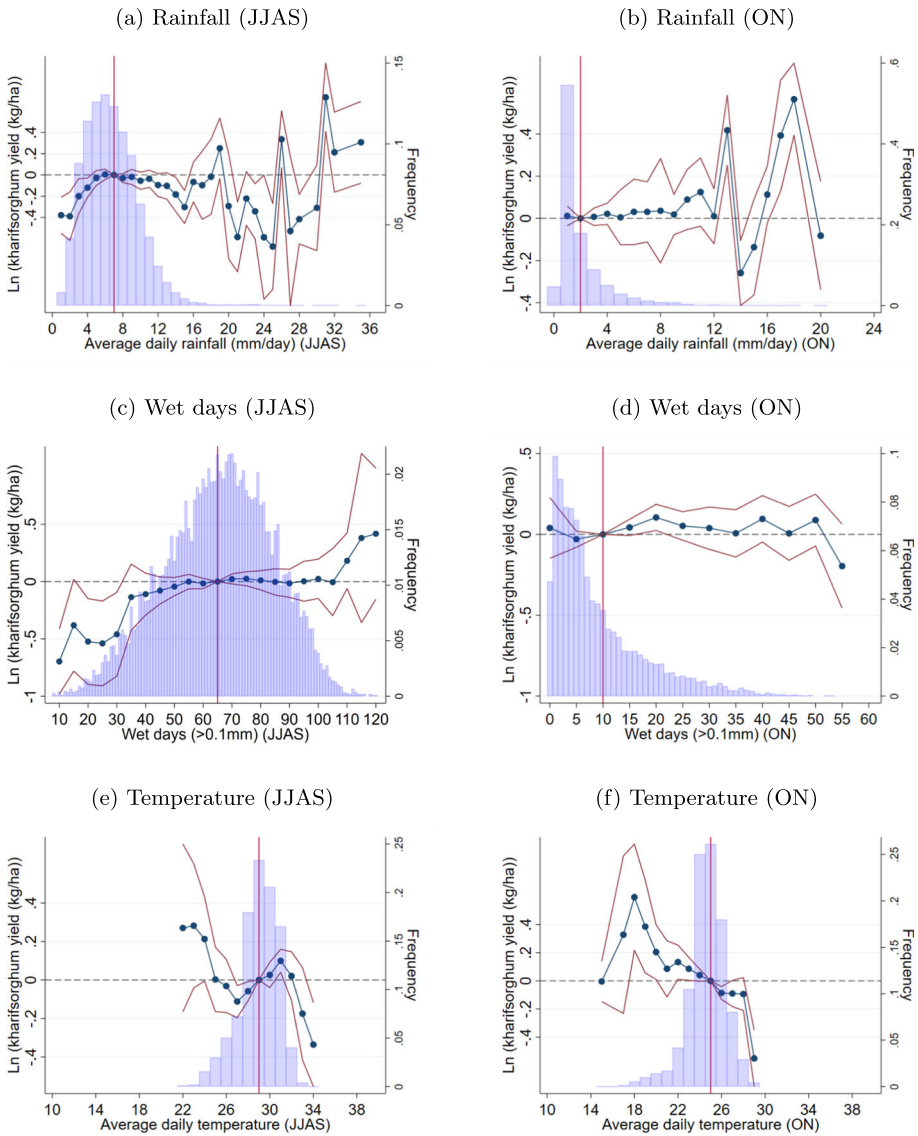 (a) Rainfall (JJAS)
Ln (kharifsorghum yield (kg/ha))
.4
.2
0
-.2
-.4
.15
.1
.05
0
Frequency
0 4 8 12 16 20 24 28 32 36
Average daily rainfall (mm/day) (JJAS)
(b) Rainfall (ON)
Ln (kharifsorghum yield (kg/ha))
.4
.2
0
-.2
-.4
.6
.4
.2
0
Frequency
0 4 8 12 16 20 24
Average daily rainfall (mm/day) (ON)
(c) Wet days (JJAS)
Ln (kharifsorghum yield (kg/ha))
.5
0
-.5
-1
.02
.015
.010
.005
0
Frequency
10 20 30 40 50 60 70 80 90 100 110 120
Wet days (>0.1mm) (JJAS)
(d) Wet days (ON)
Ln (kharifsorghum yield (kg/ha))
.5
0
-.5
-1
.1
.08
.06
.04
.02
0
Frequency
0 5 10 15 20 25 30 35 40 45 50 55 60
Wet days (>0.1mm) (ON)
(e) Temperature (JJAS)
Ln (kharifsorghum yield (kg/ha))
.4
.2
0
-.2
-.4
.25
.2
.15
.1
.05
0
Frequency
10 14 18 22 26 30 34 38
Average daily temperature (JJAS)
(f) Temperature (ON)
Ln (kharifsorghum yield (kg/ha))
.4
.2
0
-.2
-.4
.25
.2
.15
.1
.05
0
Frequency
10 14 18 22 26 30 34 38
Average daily temperature (ON)